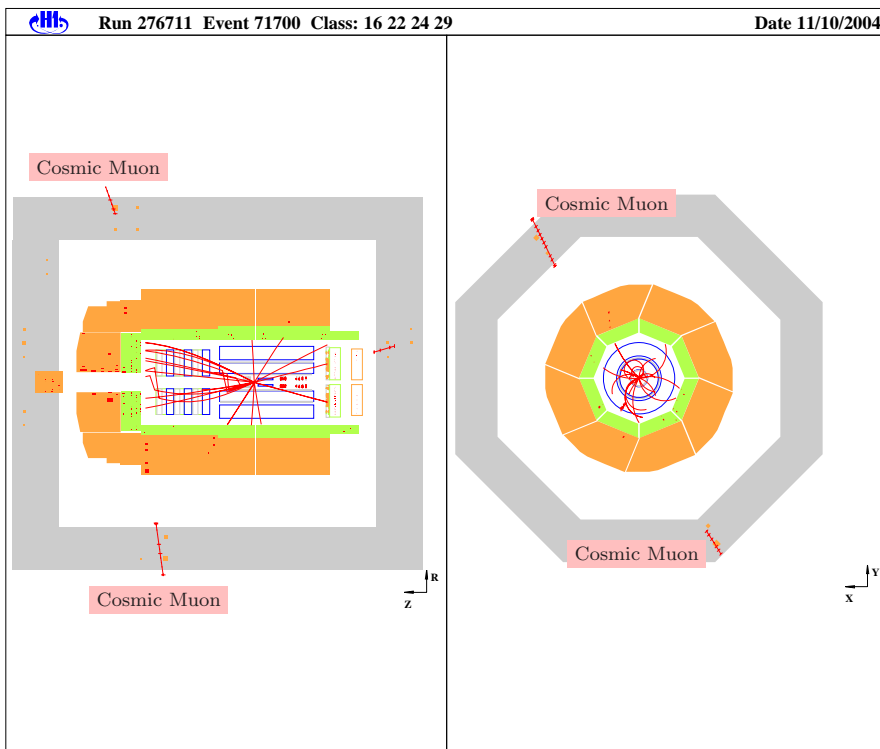 H1 Run 276711 Event 71700 Class: 16 22 24 29 Date 11/10/2004
Cosmic Muon
Cosmic Muon
R
Z
Cosmic Muon
Cosmic Muon
Y
X